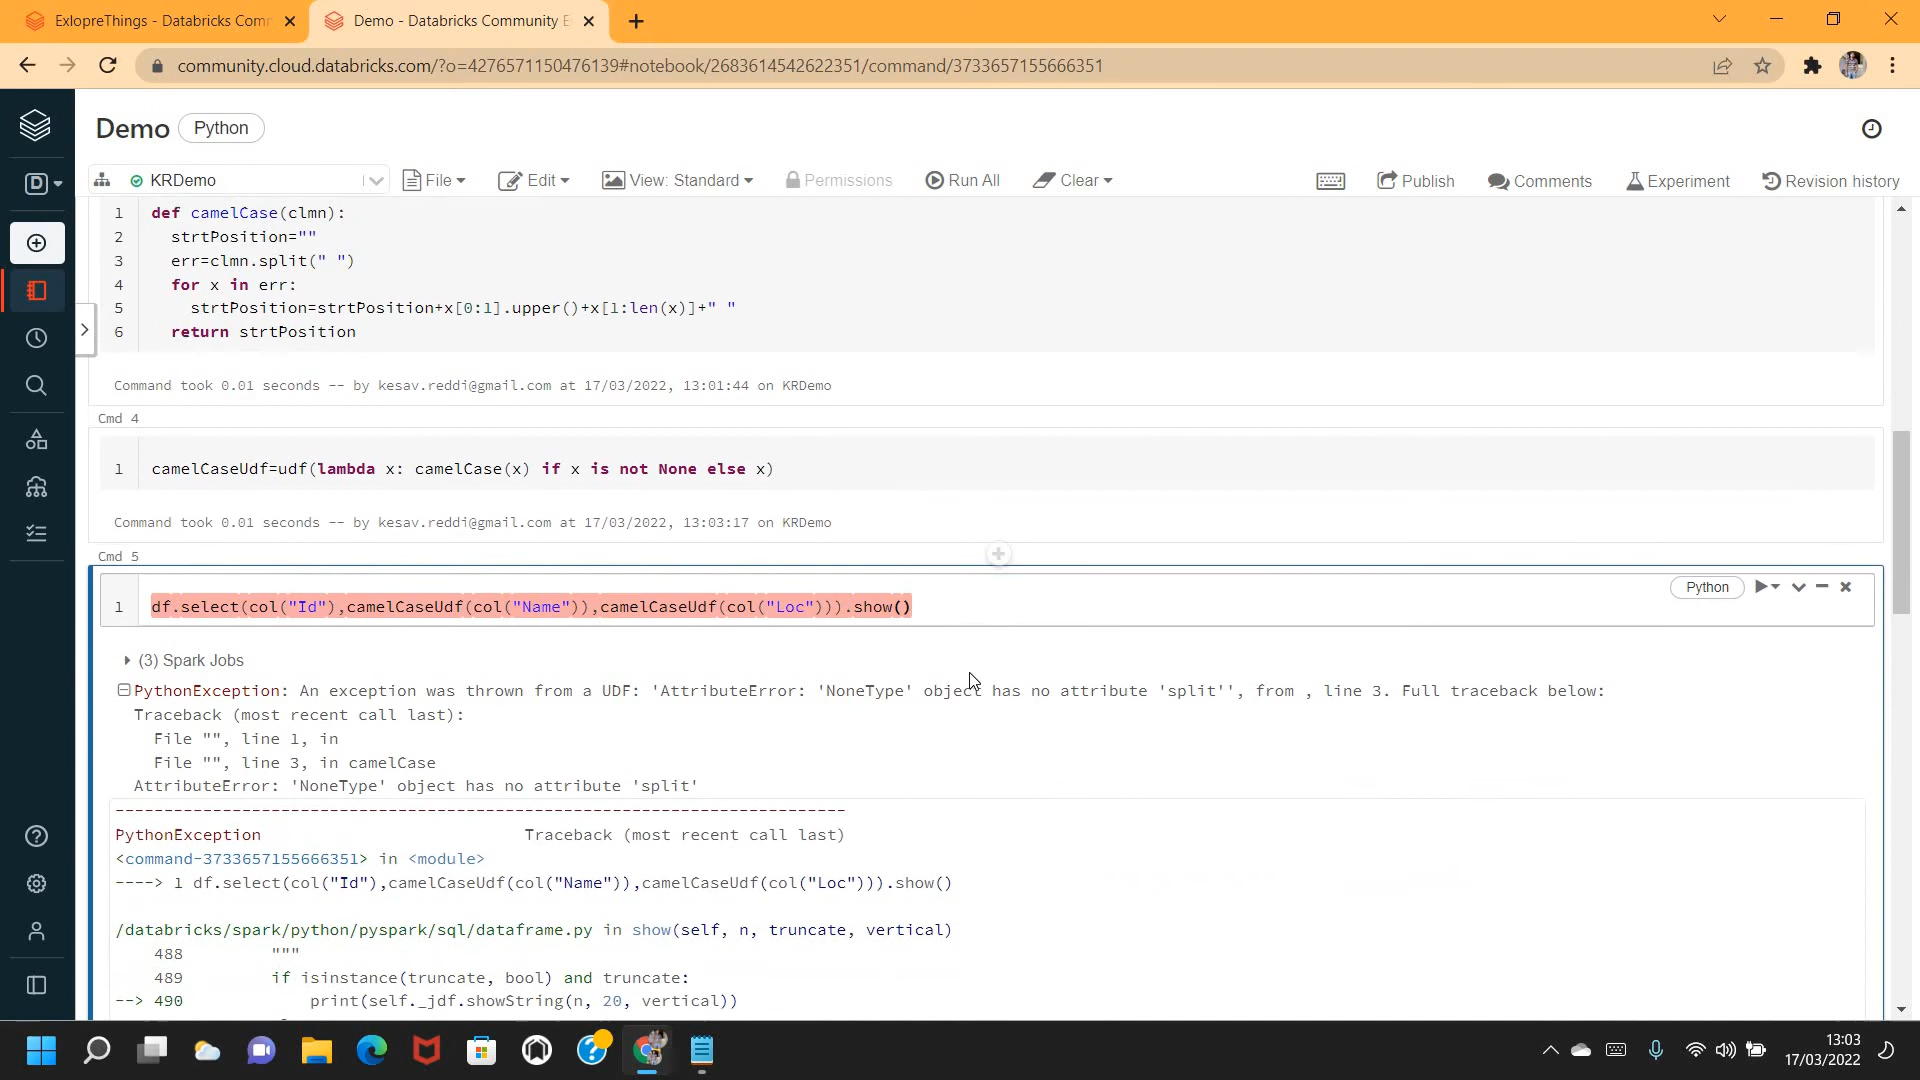 ExloreThings - Databricks Comm
Demo - Databricks Community E
community.cloud.databricks.com/?o=4276571150476139#notebook/2683614542622351/command/3733657155666351
Demo Python
KRDemo File Edit View: Standard Permissions Run All Clear Publish Comments Experiment Revision history
D
1 def camelCase(clmn):
2 strtPosition=""
3 err=clmn.split(" ")
4 for x in err:
5 strtPosition=strtPosition+x[0:1].upper()+x[1:len(x)]+" "
6 return strtPosition
Command took 0.01 seconds -- by kesav.reddi@gmail.com at 17/03/2022, 13:01:44 on KRDemo
Cmd 4
1 camelCaseUdf=udf(lambda x: camelCase(x) if x is not None else x)
Command took 0.01 seconds -- by kesav.reddi@gmail.com at 17/03/2022, 13:03:17 on KRDemo
Cmd 5
Python
1 df.select(col("Id"),camelCaseUdf(col("Name")),camelCaseUdf(col("Loc"))).show()
(3) Spark Jobs
PythonException: An exception was thrown from a UDF: 'AttributeError: 'NoneType' object has no attribute 'split'', from , line 3. Full traceback below:
Traceback (most recent call last):
File "", line 1, in
File "", line 3, in camelCase
AttributeError: 'NoneType' object has no attribute 'split'
---------------------------------------------------------------------------
PythonException Traceback (most recent call last)
<command-3733657155666351> in <module>
----> 1 df.select(col("Id"),camelCaseUdf(col("Name")),camelCaseUdf(col("Loc"))).show()
/databricks/spark/python/pyspark/sql/dataframe.py in show(self, n, truncate, vertical)
488 """
489 if isinstance(truncate, bool) and truncate:
--> 490 print(self._jdf.showString(n, 20, vertical))
13:03
17/03/2022